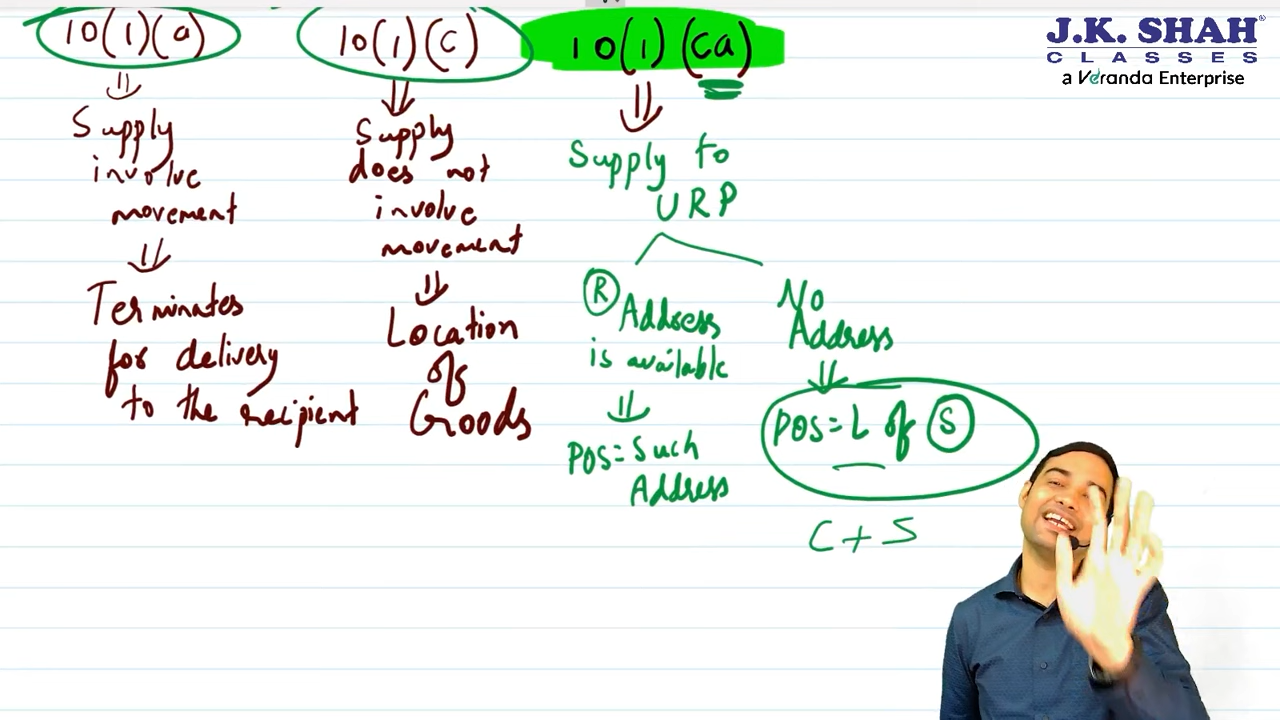 10(1)(a)
⇓
Supply
involve
movement
⇓
Terminates
for delivery
to the recipient
10(1)(c)
⇓
Supply
does not
involve
movement
⇓
Location
of
Goods
10(1)(ca)
⇓
Supply to
URP
R Address
is available
⇓
POS=Such
Address
No
Address
⇓
POS=L of S
C+S
J.K. SHAH®
CLASSES
a Veranda Enterprise